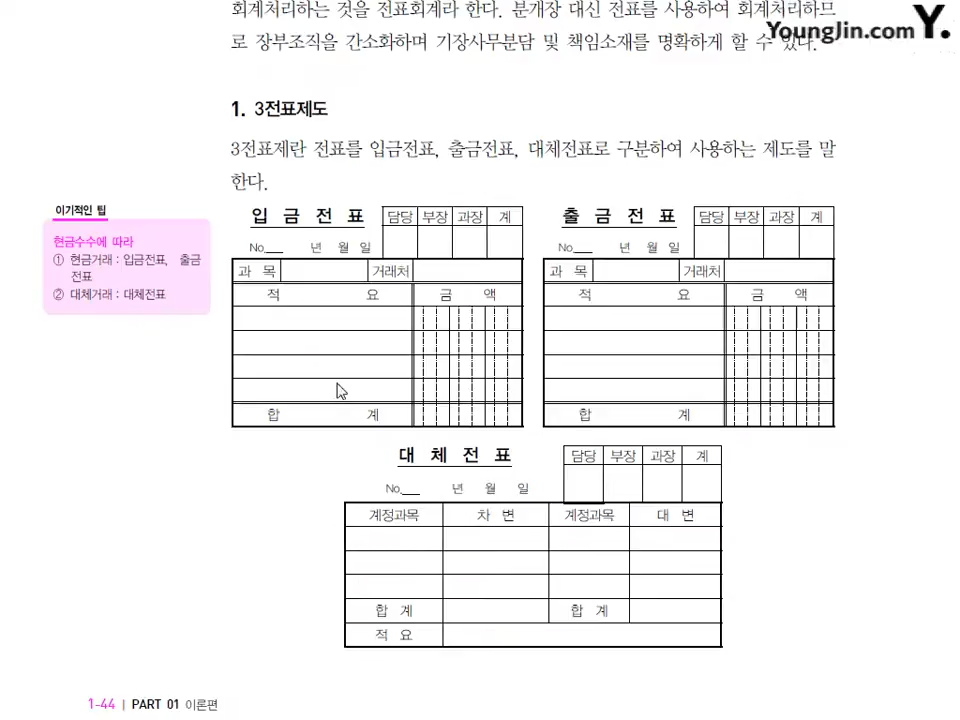 회계처리하는 것을 전표회계라 한다. 분개장 대신 전표를 사용하여 회계처리하므
로 장부조직을 간소화하며 기장사무분담 및 책임소재를 명확하게 할 수 있다.
YoungJin.com Y.
1. 3전표제도
3전표제란 전표를 입금전표, 출금전표, 대체전표로 구분하여 사용하는 제도를 말
한다.
이기적인 팁
현금수수에 따라
① 현금거래 : 입금전표, 출금
전표
② 대체거래 : 대체전표
입 금 전 표 담당 부장 과장 계
No.___ 년 월 일
과 목 거래처
적 요 금 액
합 계
출 금 전 표 담당 부장 과장 계
No.___ 년 월 일
과 목 거래처
적 요 금 액
합 계
대 체 전 표 담당 부장 과장 계
No.___ 년 월 일
계정과목 차 변 계정과목 대 변
합 계 합 계
적 요
1-44 | PART 01 이론편